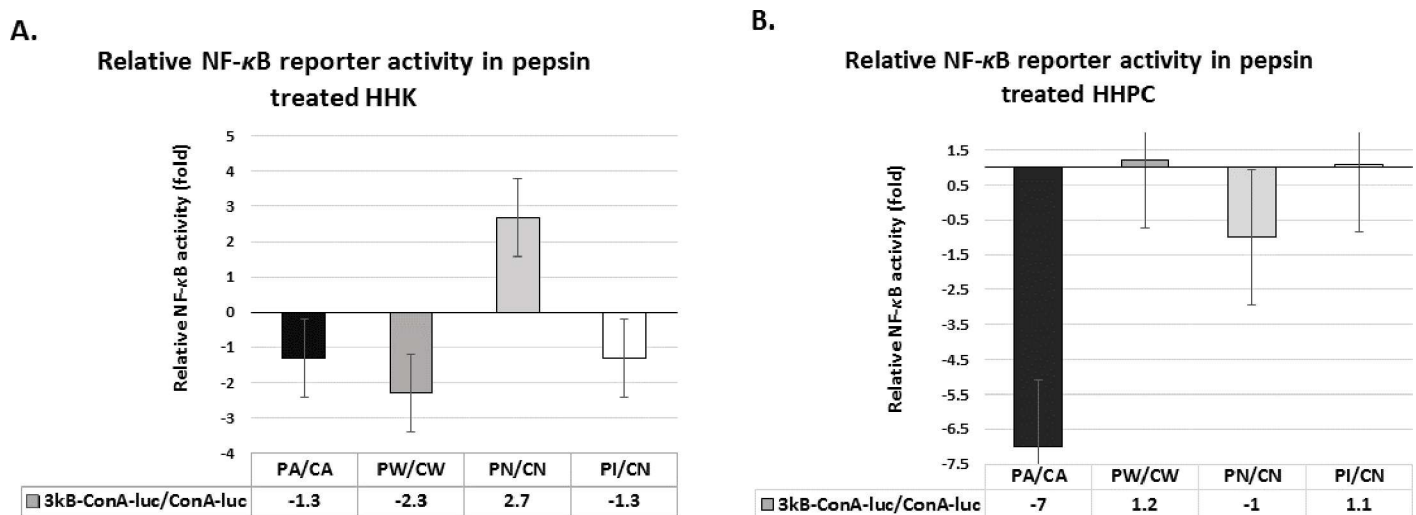 A.
Relative NF-κB reporter activity in pepsin
treated HHK
Relative NF-κB activity (fold)
5
4
3
2
1
0
-1
-2
-3
-4
PA/CA PW/CW PN/CN PI/CN
3kB-ConA-luc/ConA-luc -1.3 -2.3 2.7 -1.3
B.
Relative NF-κB reporter activity in pepsin
treated HHPC
Relative NF-κB activity (fold)
1.5
0.5
-0.5
-1.5
-2.5
-3.5
-4.5
-5.5
-6.5
-7.5
PA/CA PW/CW PN/CN PI/CN
3kB-ConA-luc/ConA-luc -7 1.2 -1 1.1